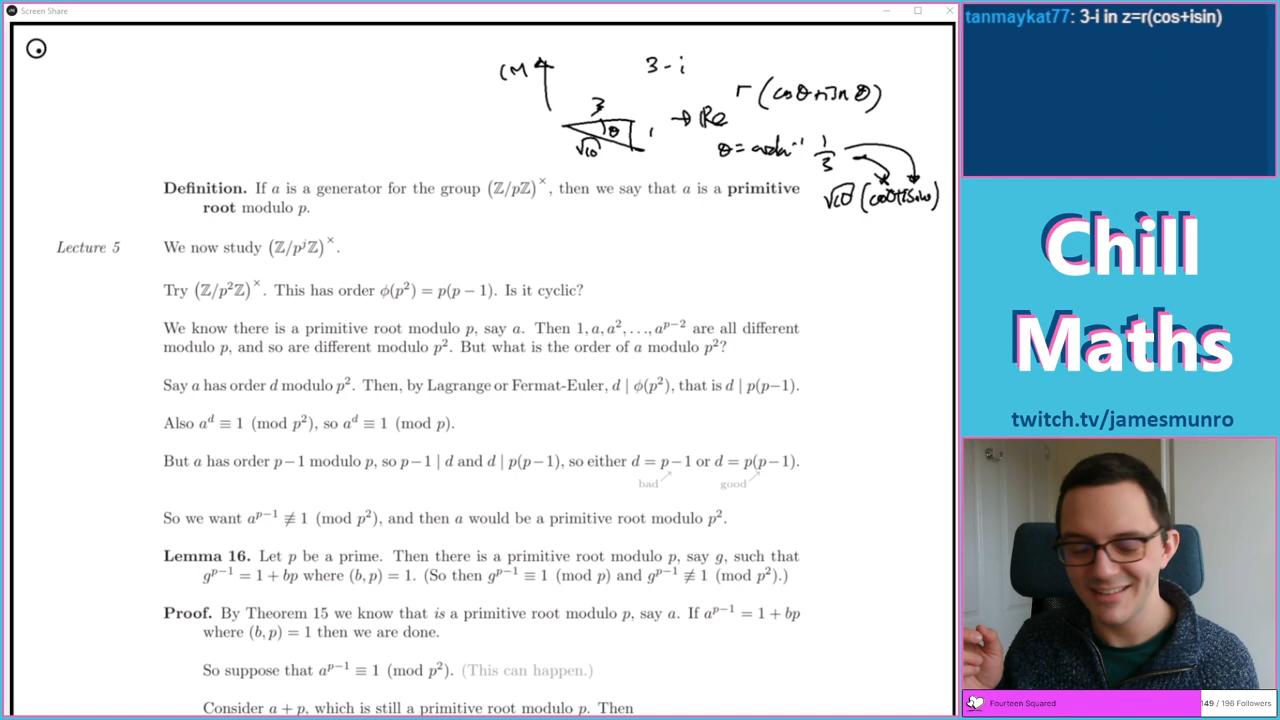 Screen Share
tanmaykat77: 3-i in z=r(cos+isin)
3 - i
r (cosθ+isin θ)
3
θ
1
→ Re
√10
θ = arctan⁻¹ 1/3
√10 (cosθ+isinθ)
Definition. If a is a generator for the group (ℤ/pℤ)^×, then we say that a is a primitive
root modulo p.
Lecture 5
We now study (ℤ/p^jℤ)^×.
Try (ℤ/p²ℤ)^×. This has order ϕ(p²) = p(p − 1). Is it cyclic?
We know there is a primitive root modulo p, say a. Then 1, a, a², . . . , a^{p−2} are all different
modulo p, and so are different modulo p². But what is the order of a modulo p²?
Say a has order d modulo p². Then, by Lagrange or Fermat-Euler, d | ϕ(p²), that is d | p(p−1).
Also a^d ≡ 1 (mod p²), so a^d ≡ 1 (mod p).
But a has order p−1 modulo p, so p−1 | d and d | p(p−1), so either d = p−1 or d = p(p−1).
bad good
So we want a^{p−1} ≢ 1 (mod p²), and then a would be a primitive root modulo p².
Lemma 16. Let p be a prime. Then there is a primitive root modulo p, say g, such that
g^{p−1} = 1 + bp where (b, p) = 1. (So then g^{p−1} ≡ 1 (mod p) and g^{p−1} ≢ 1 (mod p²).)
Proof. By Theorem 15 we know that is a primitive root modulo p, say a. If a^{p−1} = 1 + bp
where (b, p) = 1 then we are done.
So suppose that a^{p−1} ≡ 1 (mod p²). (This can happen.)
Consider a + p, which is still a primitive root modulo p. Then
Chill
Maths
twitch.tv/jamesmunro
Fourteen Squared
149 / 196 Followers